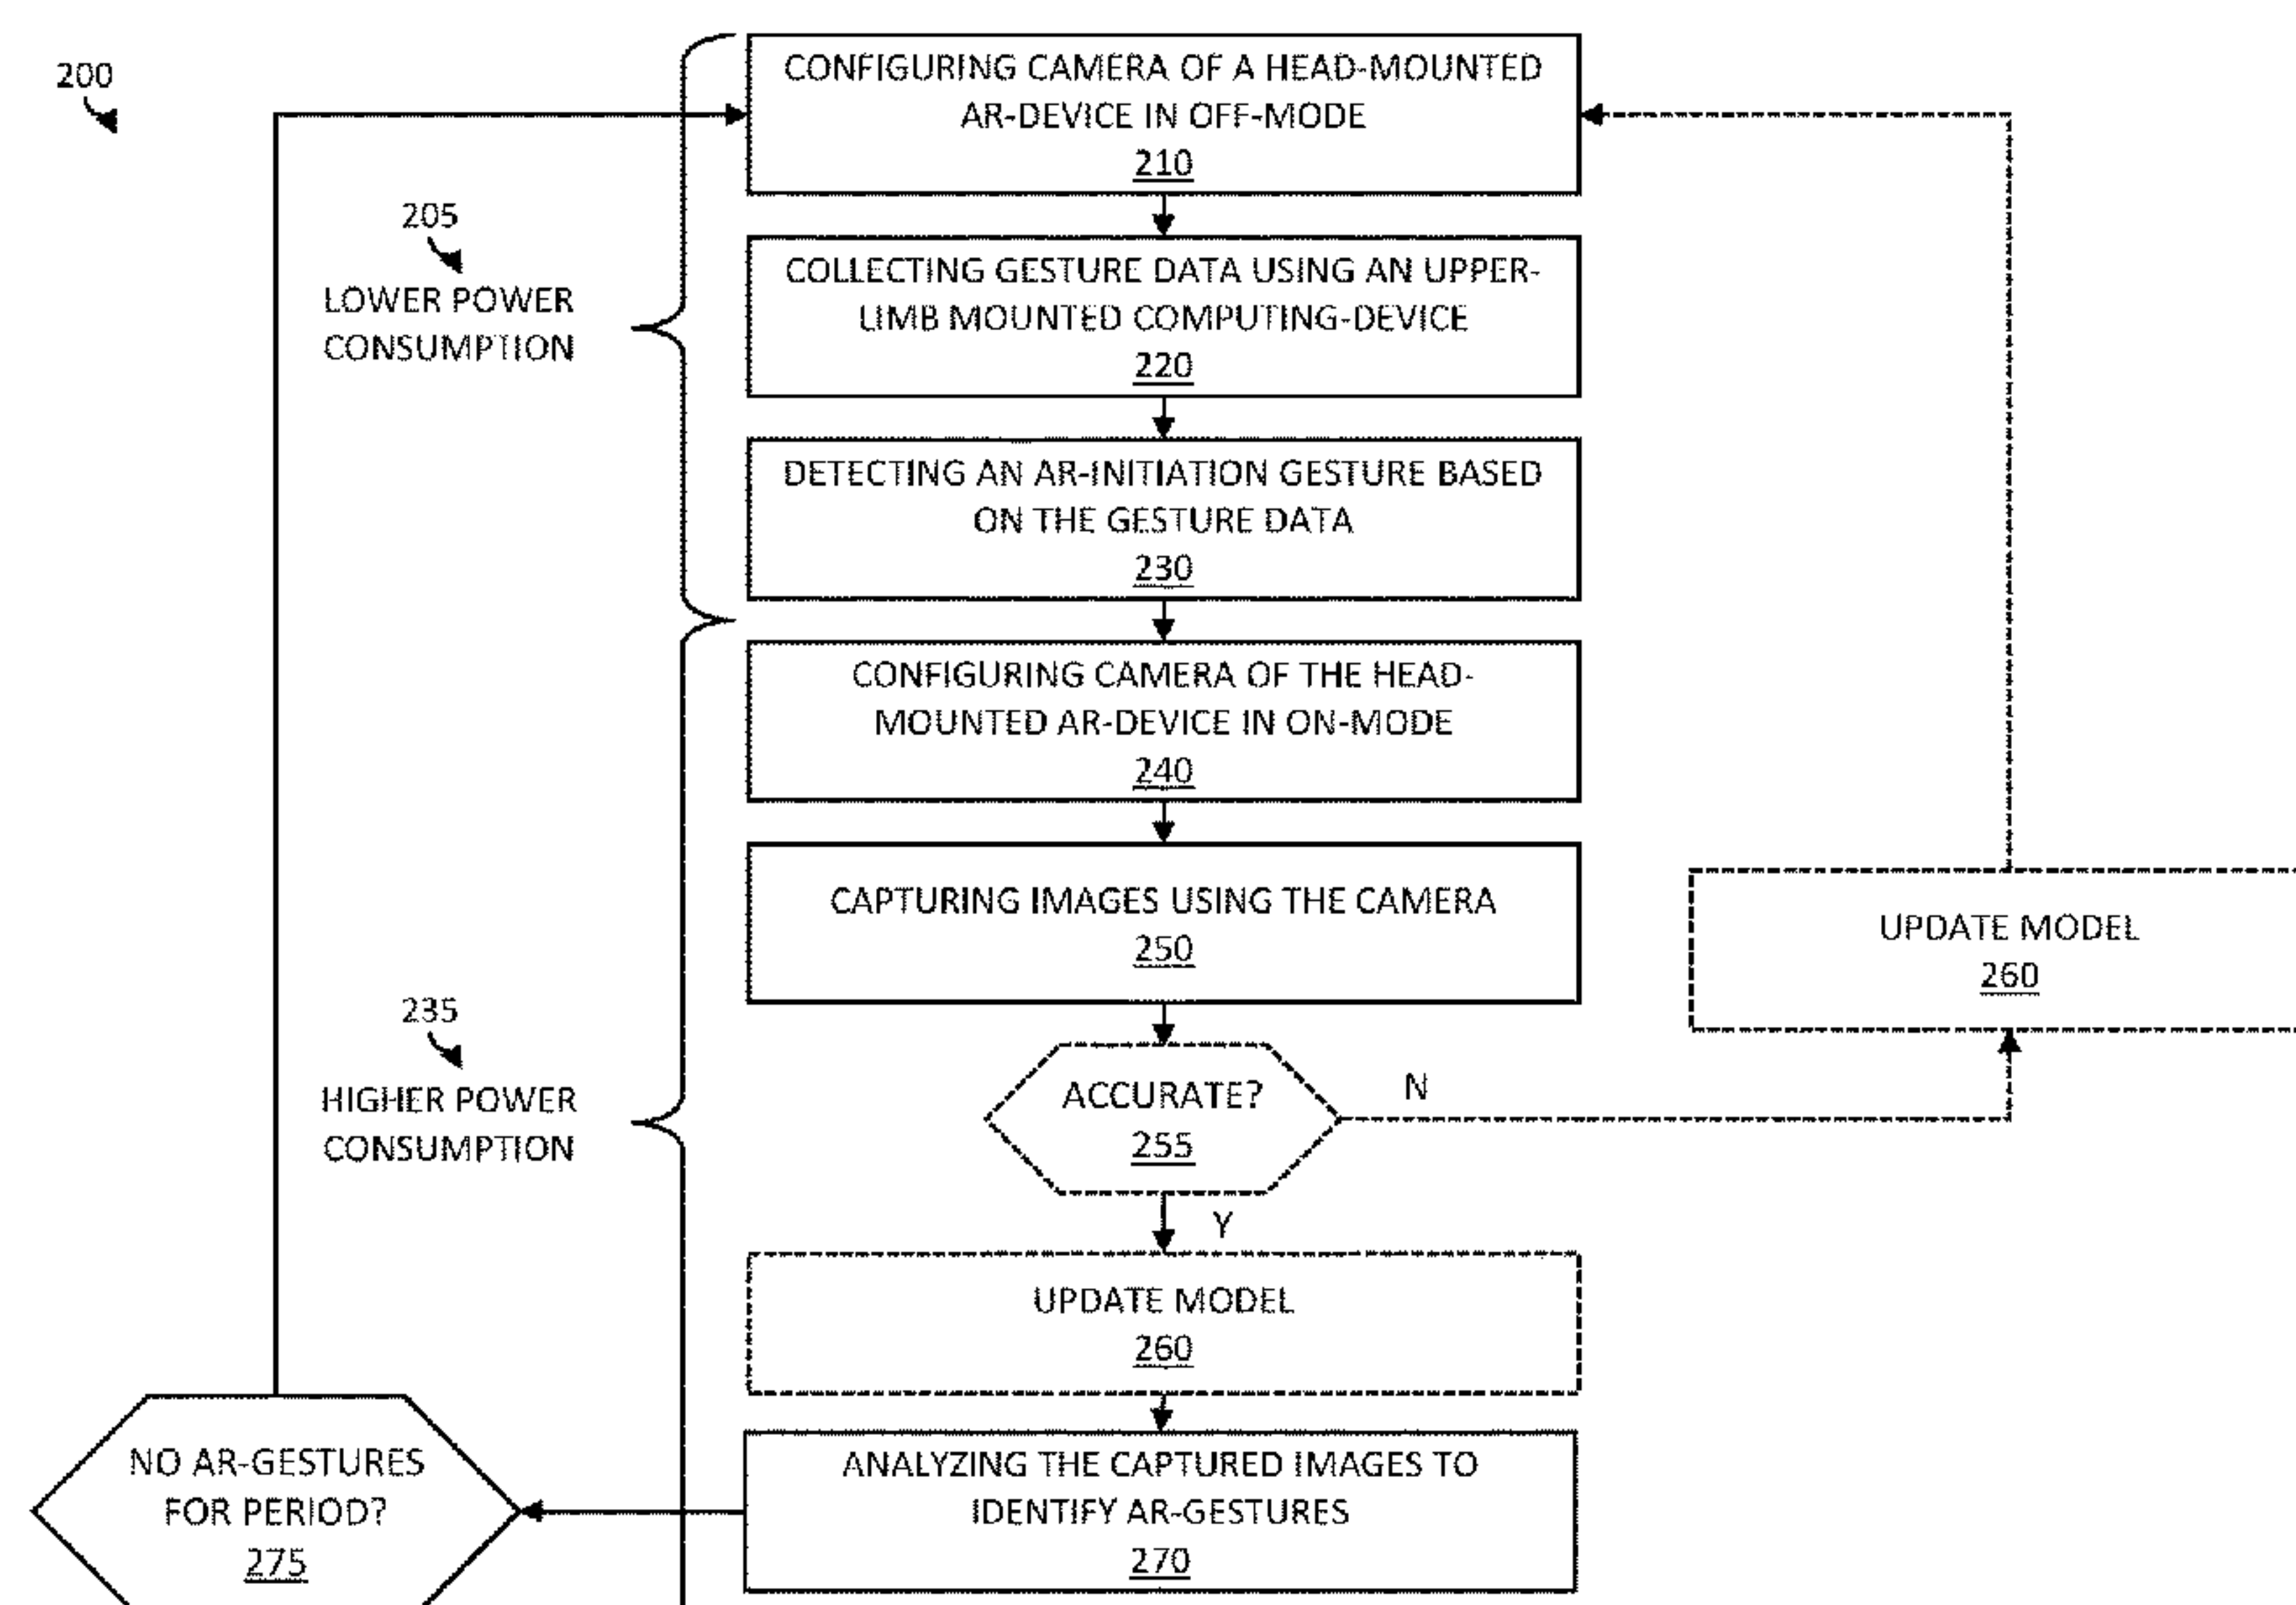 200
CONFIGURING CAMERA OF A HEAD-MOUNTED
AR-DEVICE IN OFF-MODE
210
205
LOWER POWER
CONSUMPTION
COLLECTING GESTURE DATA USING AN UPPER-
LIMB MOUNTED COMPUTING-DEVICE
220
DETECTING AN AR-INITIATION GESTURE BASED
ON THE GESTURE DATA
230
CONFIGURING CAMERA OF THE HEAD-
MOUNTED AR-DEVICE IN ON-MODE
240
CAPTURING IMAGES USING THE CAMERA
250
UPDATE MODEL
260
235
HIGHER POWER
CONSUMPTION
ACCURATE?
255
N
Y
UPDATE MODEL
260
NO AR-GESTURES
FOR PERIOD?
275
ANALYZING THE CAPTURED IMAGES TO
IDENTIFY AR-GESTURES
270